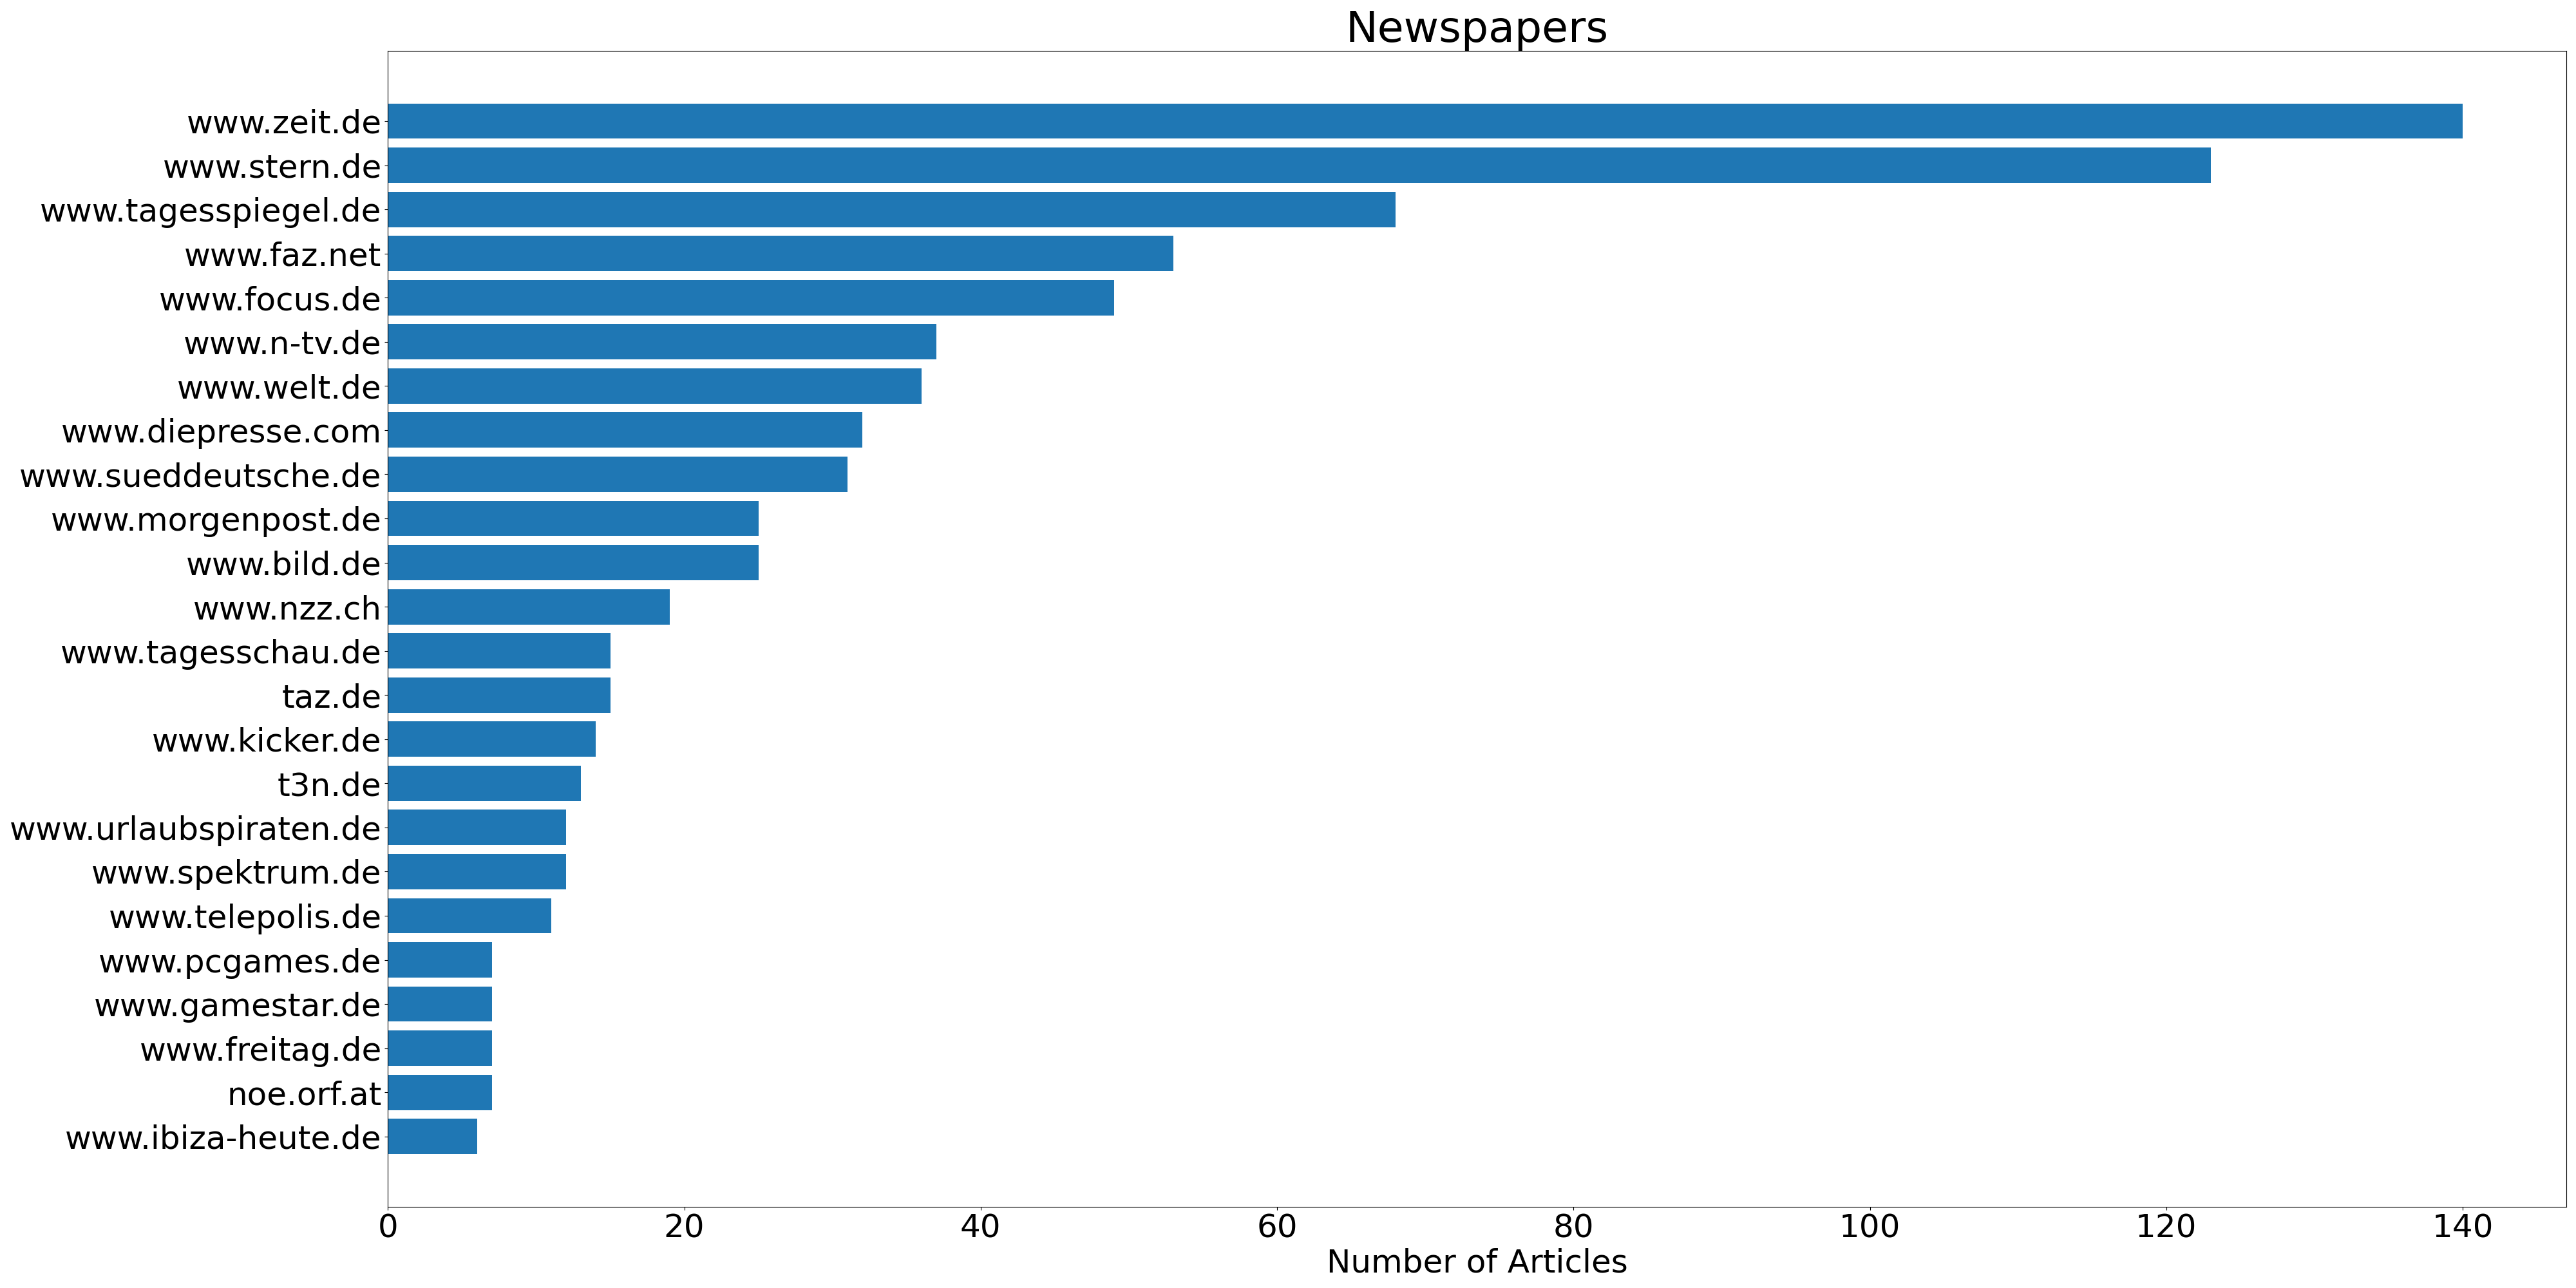 Newspapers
www.zeit.de
www.stern.de
www.tagesspiegel.de
www.faz.net
www.focus.de
www.n-tv.de
www.welt.de
www.diepresse.com
www.sueddeutsche.de
www.morgenpost.de
www.bild.de
www.nzz.ch
www.tagesschau.de
taz.de
www.kicker.de
t3n.de
www.urlaubspiraten.de
www.spektrum.de
www.telepolis.de
www.pcgames.de
www.gamestar.de
www.freitag.de
noe.orf.at
www.ibiza-heute.de
0 20 40 60 80 100 120 140
Number of Articles